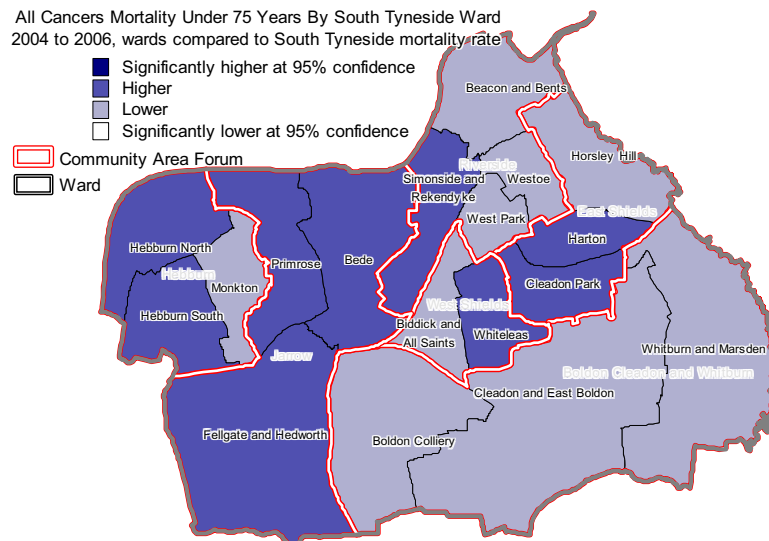 All Cancers Mortality Under 75 Years By South Tyneside Ward
2004 to 2006, wards compared to South Tyneside mortality rate
Significantly higher at 95% confidence
Higher
Lower
Significantly lower at 95% confidence
Community Area Forum
Ward
Beacon and Bents
Horsley Hill
Riverside
Simonside and
Rekendyke
Westoe
West Park
East Shields
Harton
Hebburn North
Primrose
Bede
Hebburn
Monkton
Cleadon Park
Hebburn South
West Shields
Biddick and
All Saints
Whiteleas
Jarrow
Whitburn and Marsden
Boldon Cleadon and Whitburn
Cleadon and East Boldon
Fellgate and Hedworth
Boldon Colliery